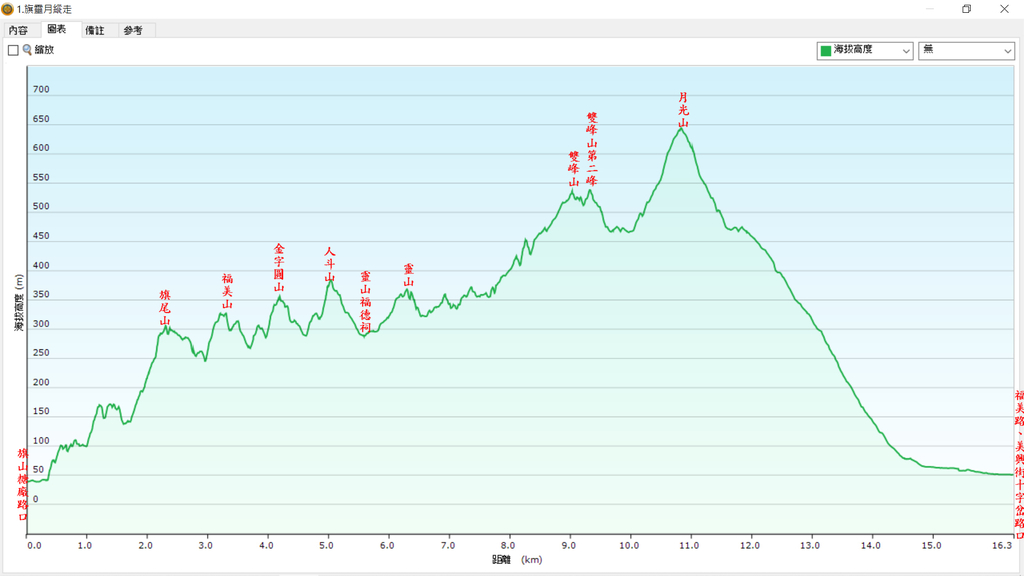 1.旗靈月縱走
內容 圖表 備註 參考
縮放
海拔高度
無
海拔高度 (m)
700
650
600
550
500
450
400
350
300
250
200
150
100
50
0
旗山糖廠路口
旗尾山
福美山
金字圓山
人斗山
靈山福德祠
靈山
雙峰山
雙峰山第二峰
月光山
福美路、美興街十字岔路口
0.0 1.0 2.0 3.0 4.0 5.0 6.0 7.0 8.0 9.0 10.0 11.0 12.0 13.0 14.0 15.0 16.3
距離 (km)